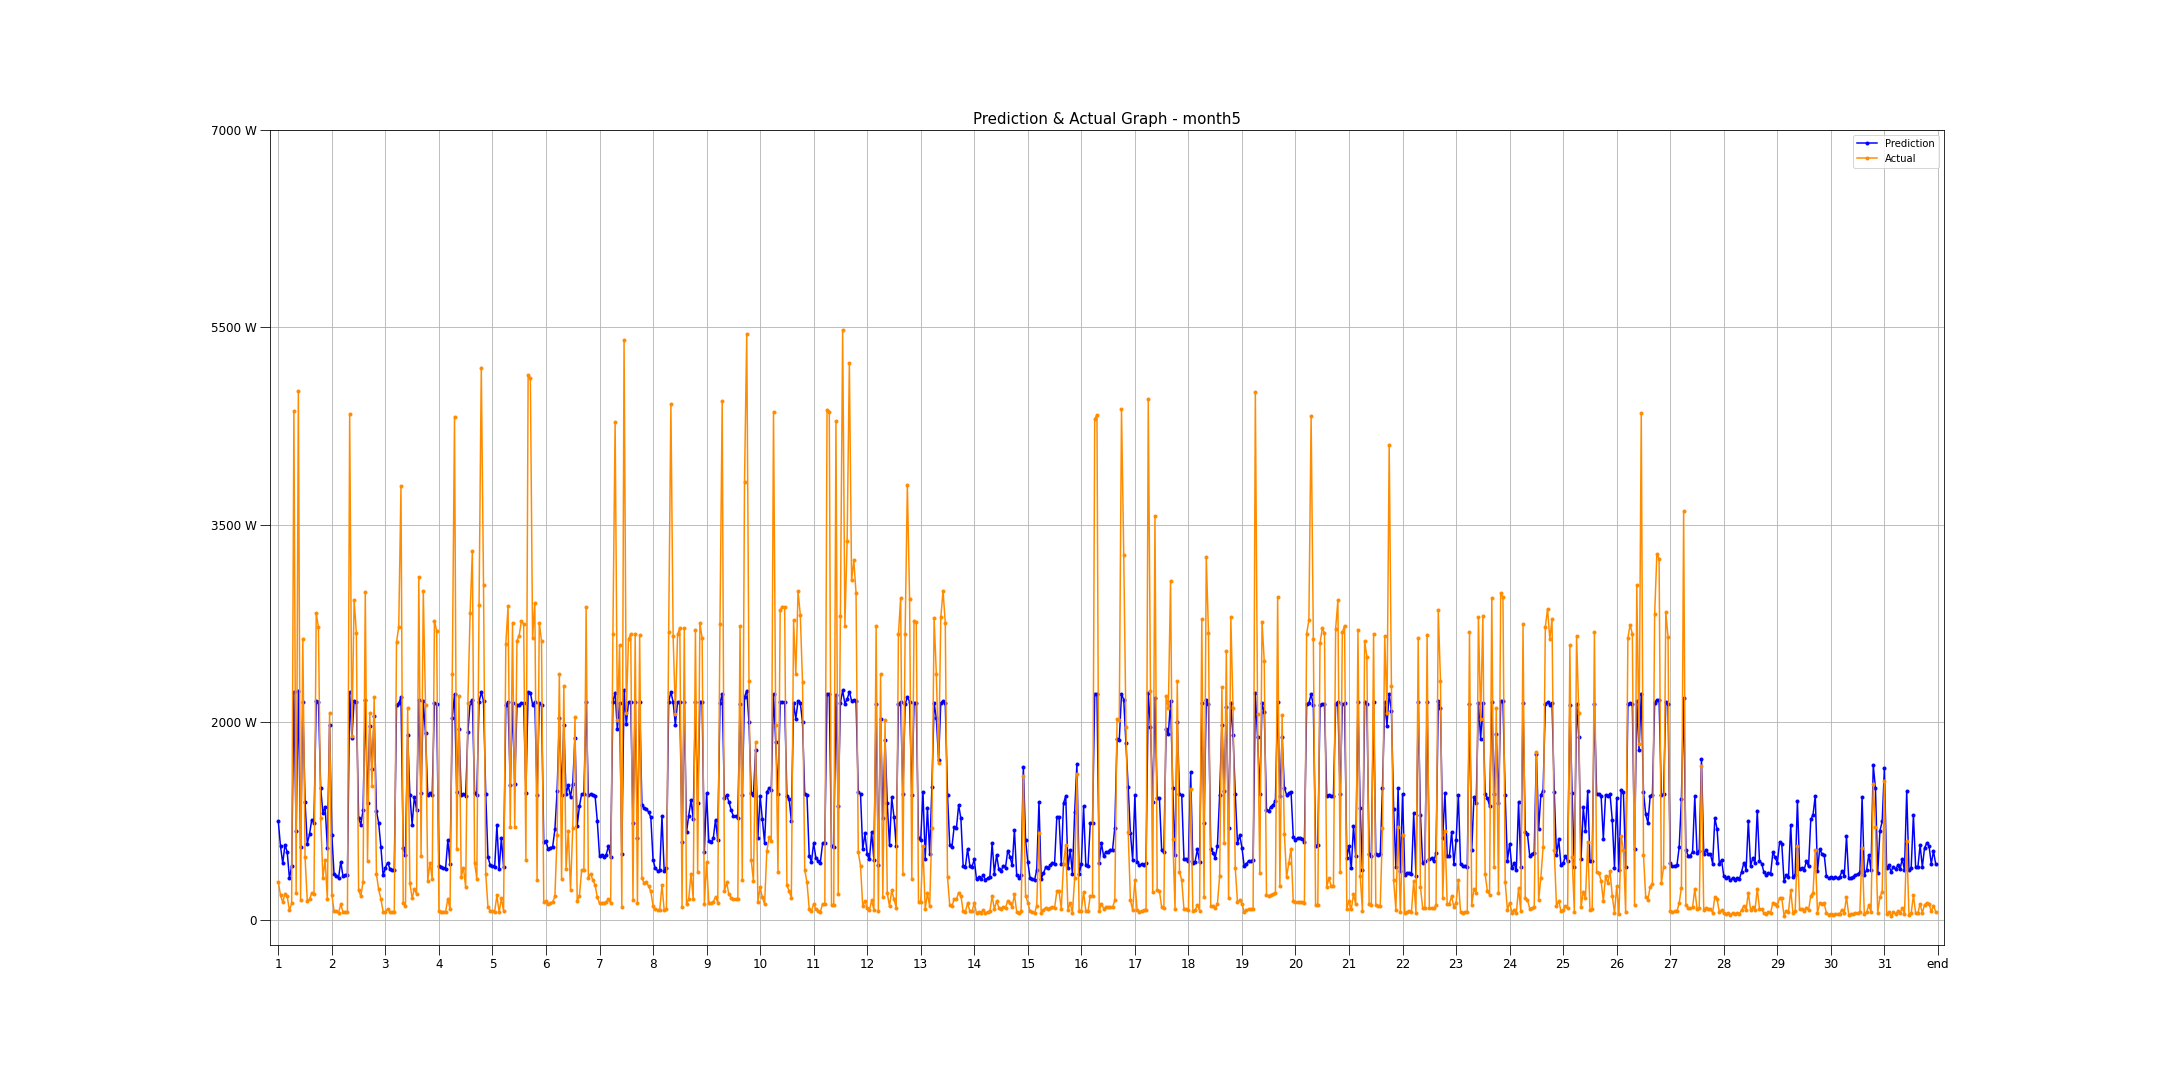 Prediction & Actual Graph - month5
7000 W
Prediction
Actual
5500 W
3500 W
2000 W
0
1 2 3 4 5 6 7 8 9 10 11 12 13 14 15 16 17 18 19 20 21 22 23 24 25 26 27 28 29 30 31 end